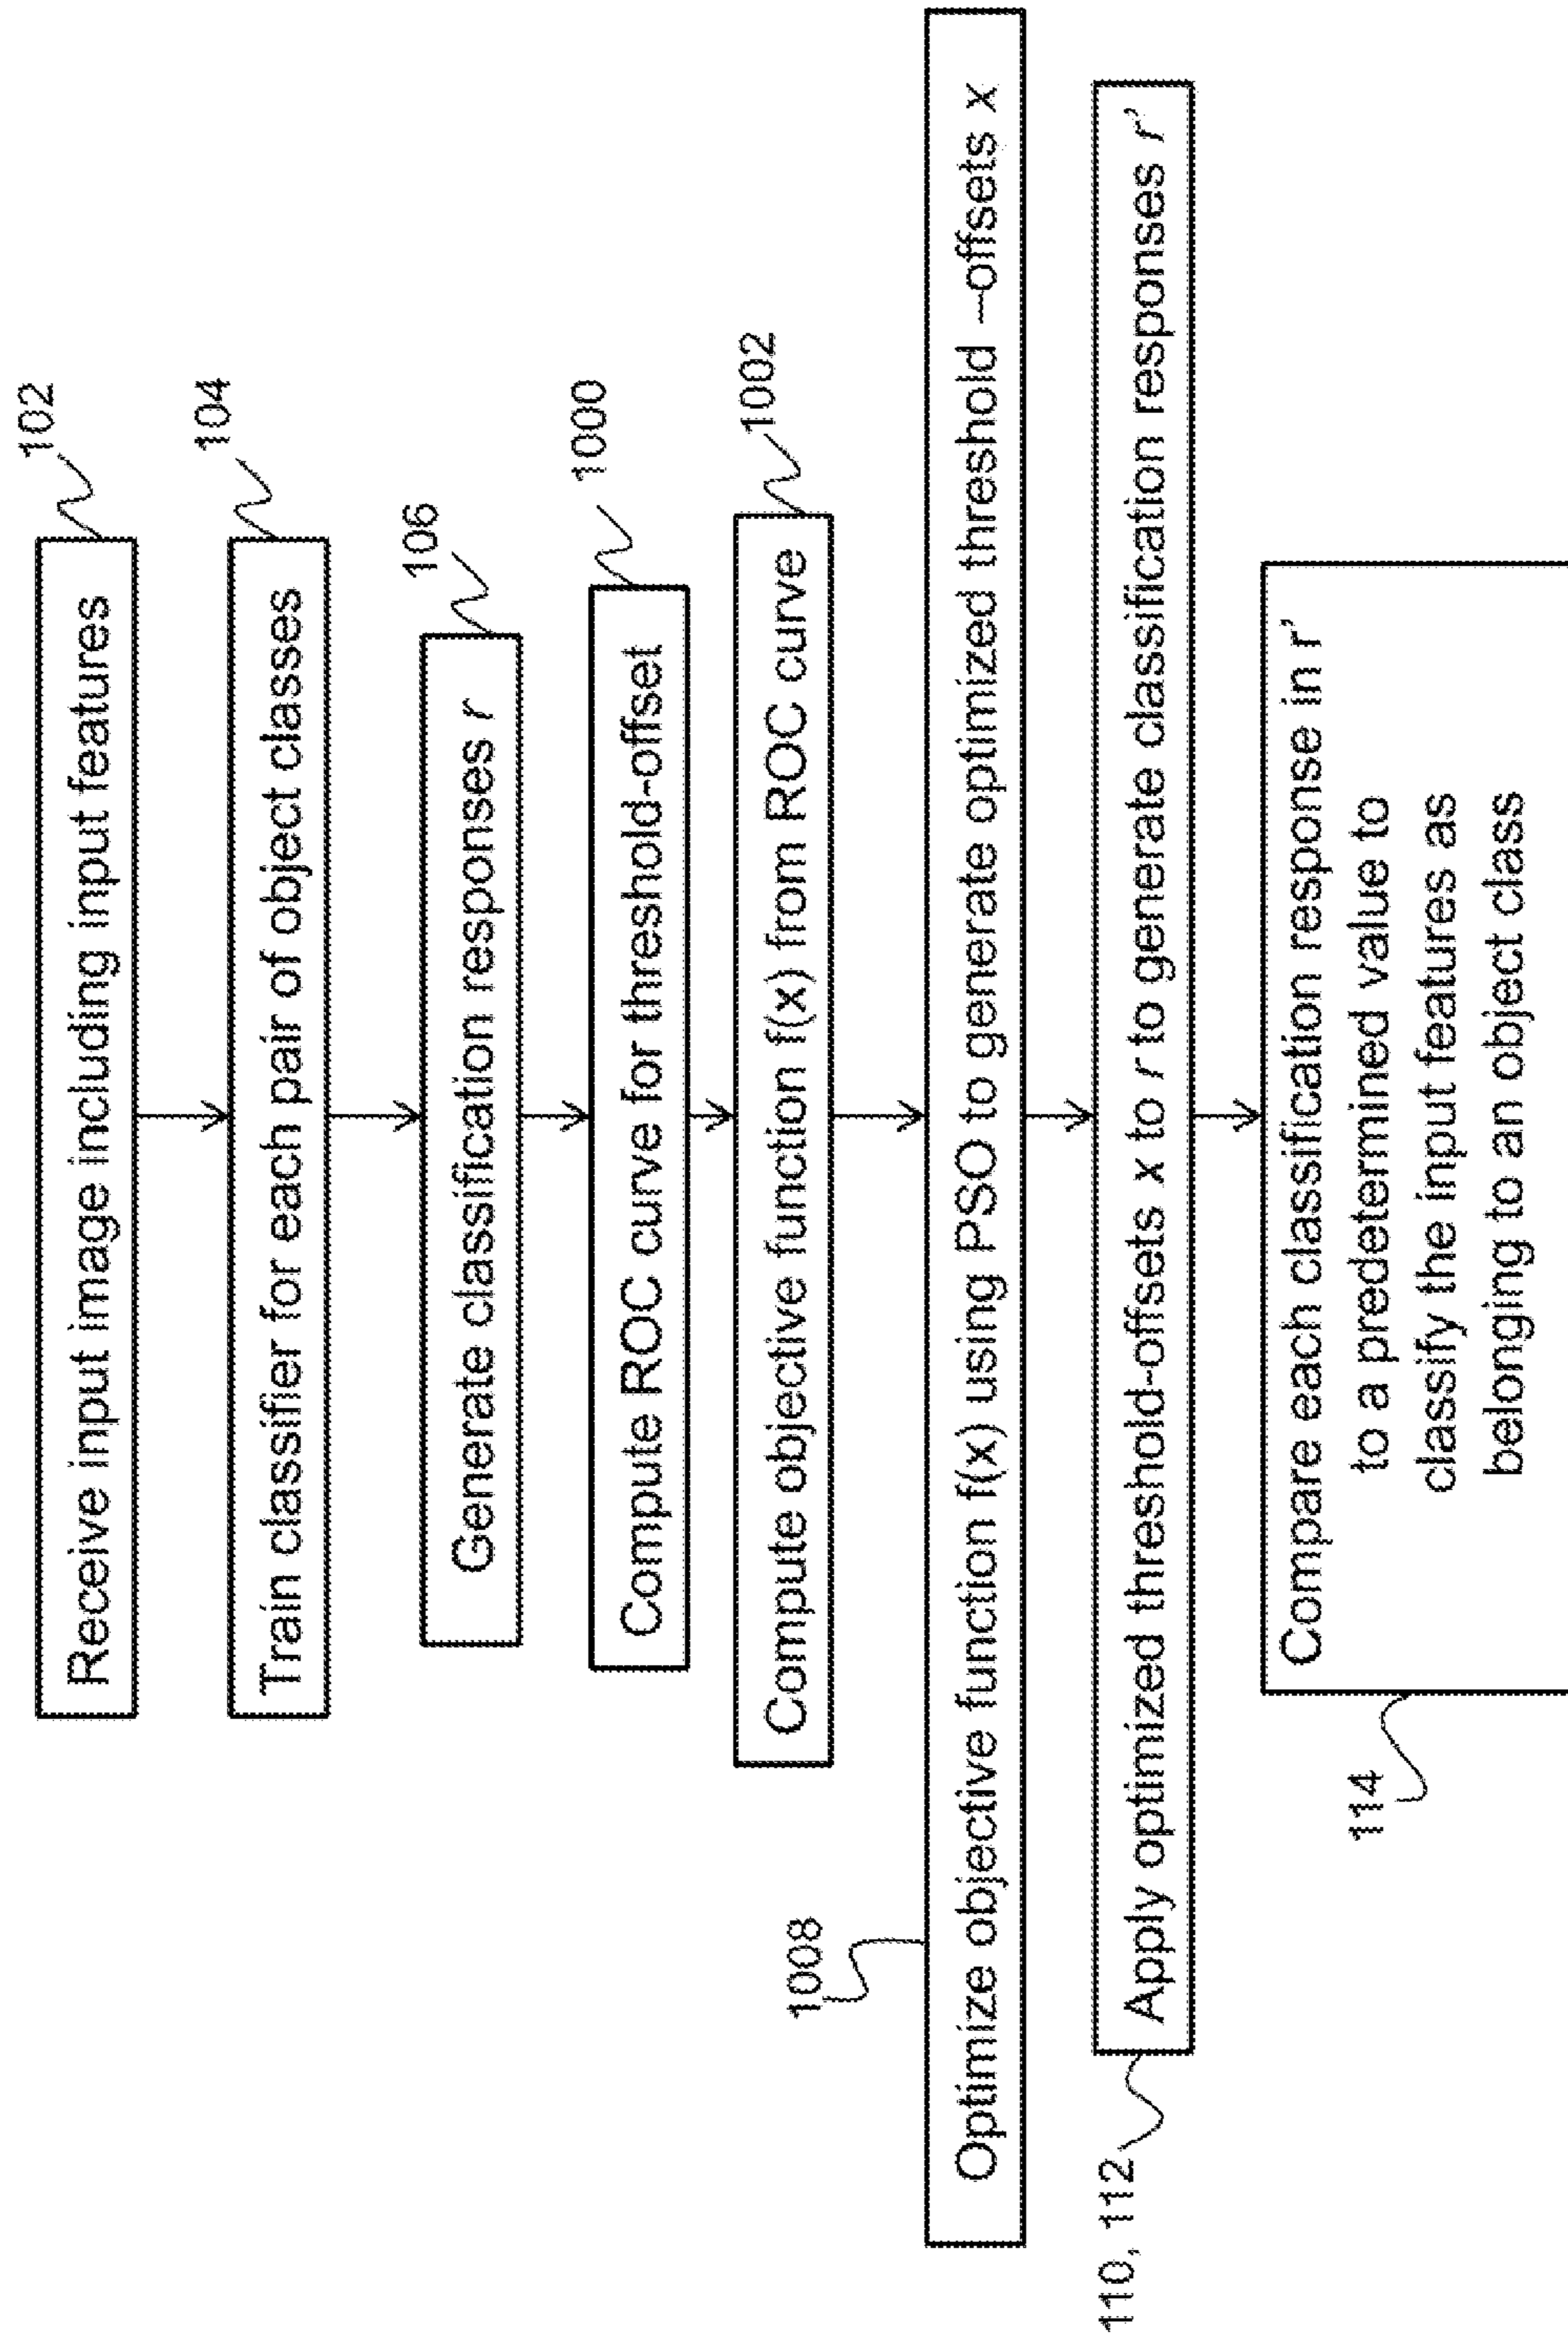 Receive input image including input features
102
Train classifier for each pair of object classes
104
Generate classification responses r
106
Compute ROC curve for threshold-offset
1000
Compute objective function f(x) from ROC curve
1002
1008
Optimize objective function f(x) using PSO to generate optimized threshold –offsets x
110, 112
Apply optimized threshold-offsets x to r to generate classification responses r’
114
Compare each classification response in r’
to a predetermined value to
classify the input features as
belonging to an object class